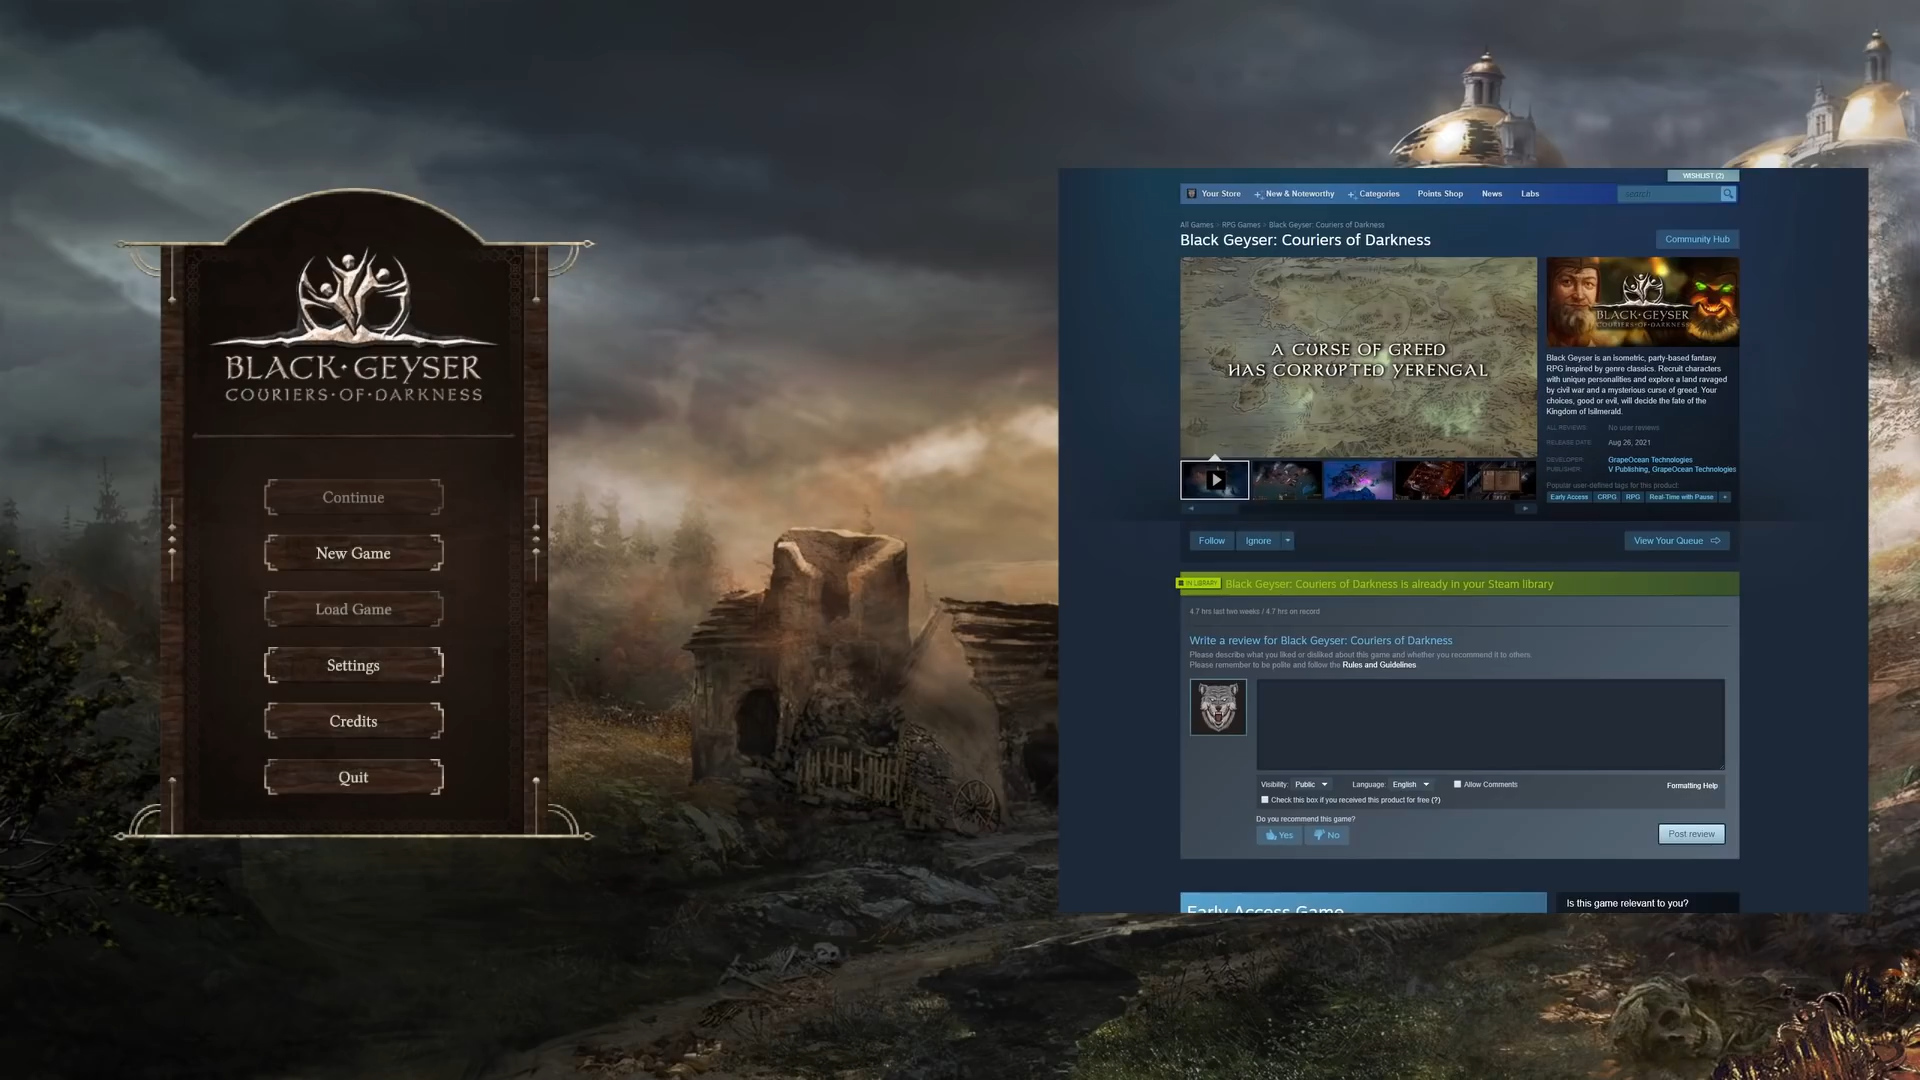 BLACK·GEYSER
COURIERS·OF·DARKNESS
Continue
New Game
Load Game
Settings
Credits
Quit
WISHLIST (2)
Your Store
New & Noteworthy
Categories
Points Shop
News
Labs
search
All Games > RPG Games > Black Geyser: Couriers of Darkness
Black Geyser: Couriers of Darkness
Community Hub
A CURSE OF GREED
HAS CORRUPTED YERENGAL
BLACK·GEYSER
COURIERS·OF·DARKNESS
Black Geyser is an isometric, party-based fantasy
RPG inspired by genre classics. Recruit characters
with unique personalities and explore a land ravaged
by civil war and a mysterious curse of greed. Your
choices, good or evil, will decide the fate of the
Kingdom of Isilmerald.
ALL REVIEWS: No user reviews
RELEASE DATE: Aug 26, 2021
DEVELOPER: GrapeOcean Technologies
PUBLISHER: V Publishing, GrapeOcean Technologies
Popular user-defined tags for this product:
Early Access CRPG RPG Real-Time with Pause +
Follow
Ignore
View Your Queue
IN LIBRARY
Black Geyser: Couriers of Darkness is already in your Steam library
4.7 hrs last two weeks / 4.7 hrs on record
Write a review for Black Geyser: Couriers of Darkness
Please describe what you liked or disliked about this game and whether you recommend it to others.
Please remember to be polite and follow the Rules and Guidelines.
Visibility: Public
Language: English
Allow Comments
Formatting Help
Check this box if you received this product for free (?)
Do you recommend this game?
Yes
No
Post review
Early Access Game
Is this game relevant to you?